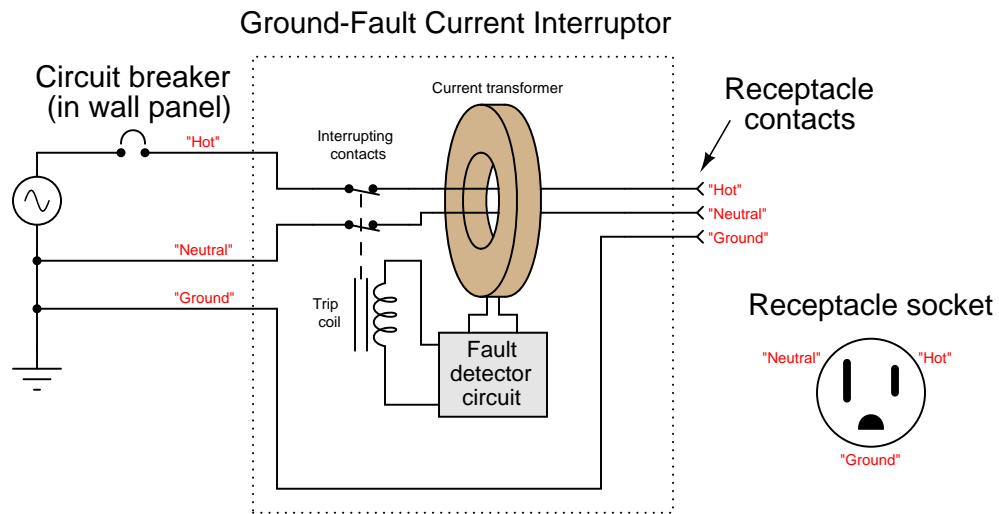 Ground-Fault Current Interruptor
Circuit breaker
(in wall panel)
"Hot"
Interrupting
contacts
Current transformer
Receptacle
contacts
"Hot"
"Neutral"
"Ground"
"Neutral"
"Ground"
Trip
coil
Fault
detector
circuit
Receptacle socket
"Neutral"
"Hot"
"Ground"